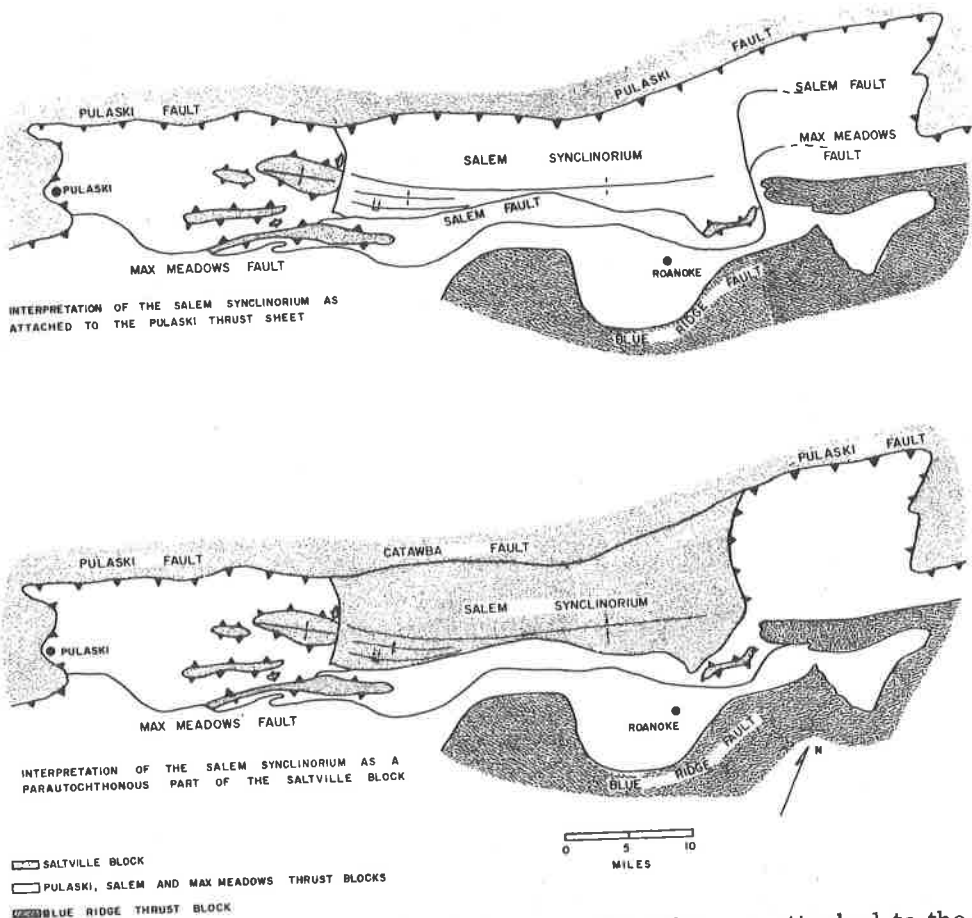 PULASKI FAULT
PULASKI FAULT
SALEM FAULT
MAX MEADOWS
FAULT
SALEM SYNCLINORIUM
PULASKI
SALEM FAULT
MAX MEADOWS FAULT
ROANOKE
BLUE RIDGE FAULT
INTERPRETATION OF THE SALEM SYNCLINORIUM AS
ATTACHED TO THE PULASKI THRUST SHEET
PULASKI FAULT
PULASKI FAULT
CATAWBA FAULT
SALEM SYNCLINORIUM
PULASKI
MAX MEADOWS FAULT
ROANOKE
BLUE RIDGE FAULT
N
INTERPRETATION OF THE SALEM SYNCLINORIUM AS A
PARAUTOCHTHONOUS PART OF THE SALTVILLE BLOCK
0 5 10
MILES
SALTVILLE BLOCK
PULASKI, SALEM AND MAX MEADOWS THRUST BLOCKS
BLUE RIDGE THRUST BLOCK
to the